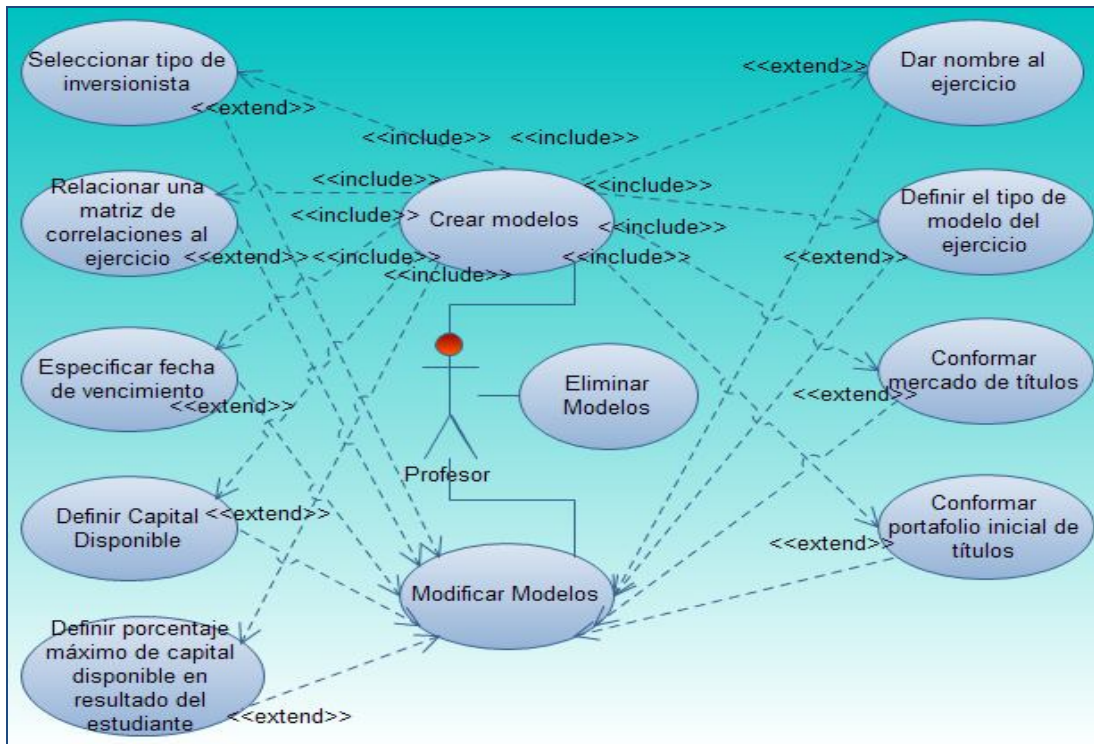 Seleccionar tipo de
inversionista
<<extend>>
<<extend>>
Dar nombre al
ejercicio
<<include>>
<<include>>
Relacionar una
matriz de
correlaciones al
ejercicio
<<include>>
<<include>>
Crear modelos
<<include>>
<<include>>
Definir el tipo de
modelo del
ejercicio
<<extend>>
<<include>>
<<include>>
<<include>>
<<extend>>
Especificar fecha
de vencimiento
<<extend>>
Eliminar
Modelos
Conformar
mercado de títulos
<<extend>>
Profesor
Definir Capital
Disponible
<<extend>>
Conformar
portafolio inicial de
títulos
<<extend>>
Modificar Modelos
Definir porcentaje
máximo de capital
disponible en
resultado del
estudiante
<<extend>>